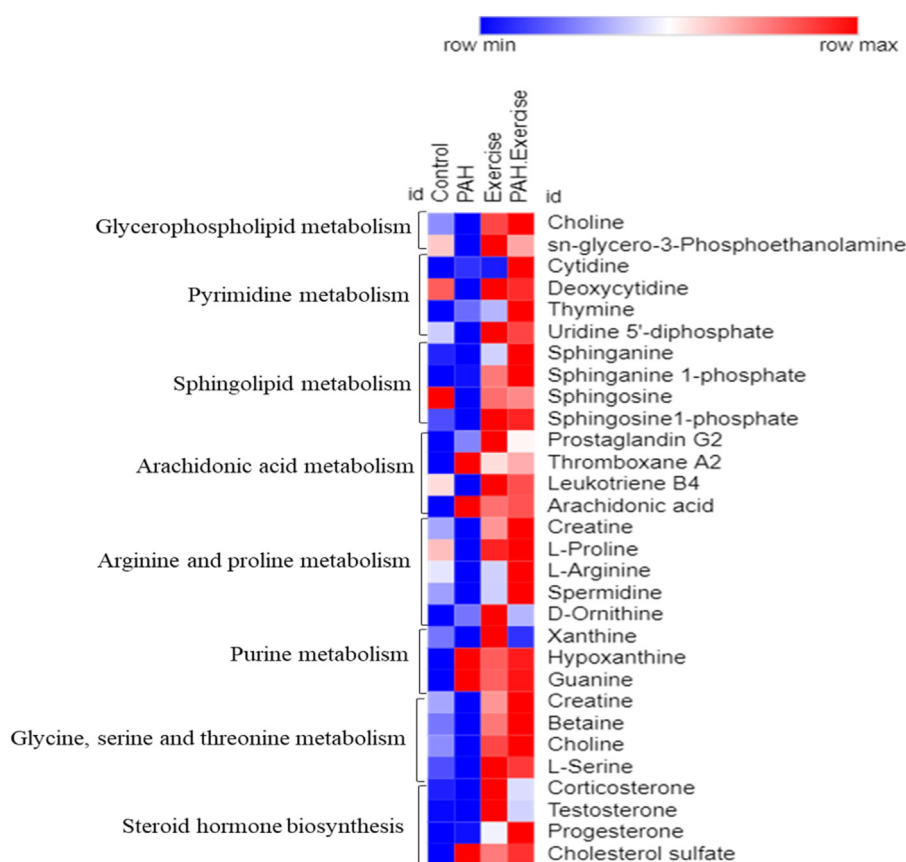 row min row max
Control
PAH
Exercise
PAH.Exercise
id id
Glycerophospholipid metabolism
Choline
sn-glycero-3-Phosphoethanolamine
Pyrimidine metabolism
Cytidine
Deoxycytidine
Thymine
Uridine 5'-diphosphate
Sphingolipid metabolism
Sphinganine
Sphinganine 1-phosphate
Sphingosine
Sphingosine1-phosphate
Arachidonic acid metabolism
Prostaglandin G2
Thromboxane A2
Leukotriene B4
Arachidonic acid
Arginine and proline metabolism
Creatine
L-Proline
L-Arginine
Spermidine
D-Ornithine
Purine metabolism
Xanthine
Hypoxanthine
Guanine
Glycine, serine and threonine metabolism
Creatine
Betaine
Choline
L-Serine
Steroid hormone biosynthesis
Corticosterone
Testosterone
Progesterone
Cholesterol sulfate